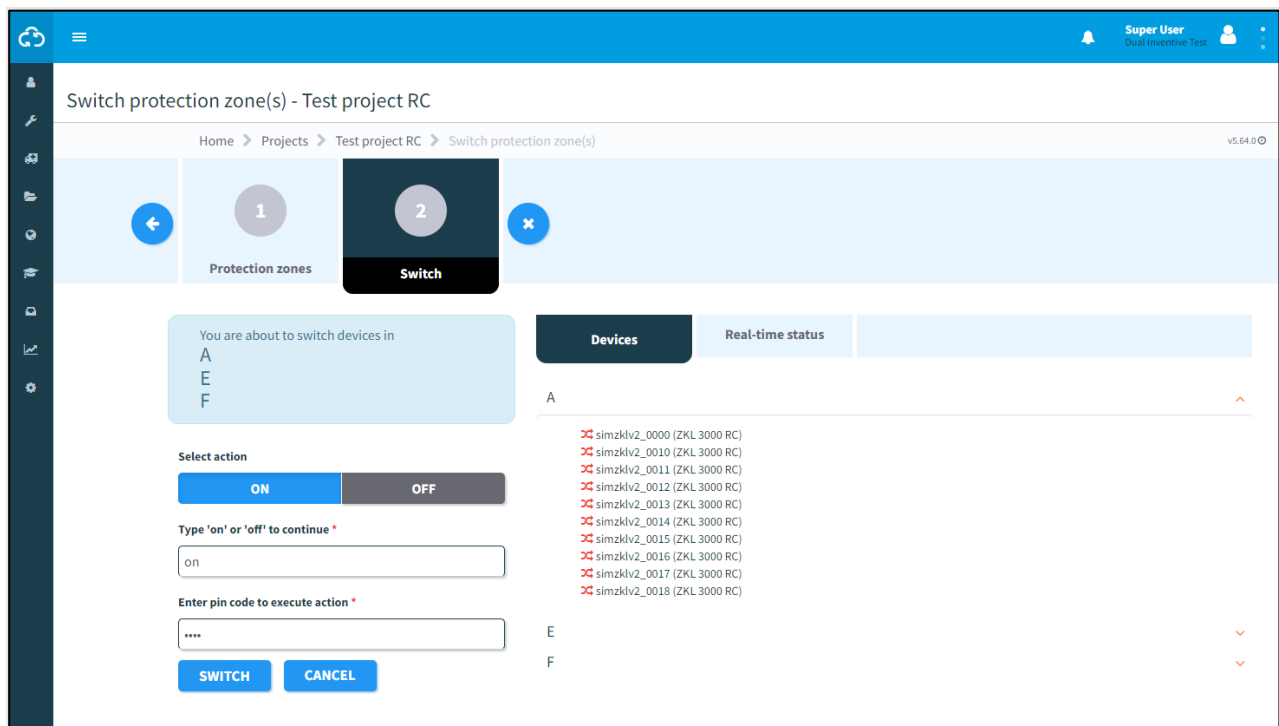 Super User
Dual Inventive Test
Switch protection zone(s) - Test project RC
Home > Projects > Test project RC > Switch protection zone(s)
v5.64.0
1
Protection zones
2
Switch
You are about to switch devices in
A
E
F
Select action
ON OFF
Type 'on' or 'off' to continue *
on
Enter pin code to execute action *
••••
SWITCH CANCEL
Devices Real-time status
A
simzklv2_0000 (ZKL 3000 RC)
simzklv2_0010 (ZKL 3000 RC)
simzklv2_0011 (ZKL 3000 RC)
simzklv2_0012 (ZKL 3000 RC)
simzklv2_0013 (ZKL 3000 RC)
simzklv2_0014 (ZKL 3000 RC)
simzklv2_0015 (ZKL 3000 RC)
simzklv2_0016 (ZKL 3000 RC)
simzklv2_0017 (ZKL 3000 RC)
simzklv2_0018 (ZKL 3000 RC)
E
F